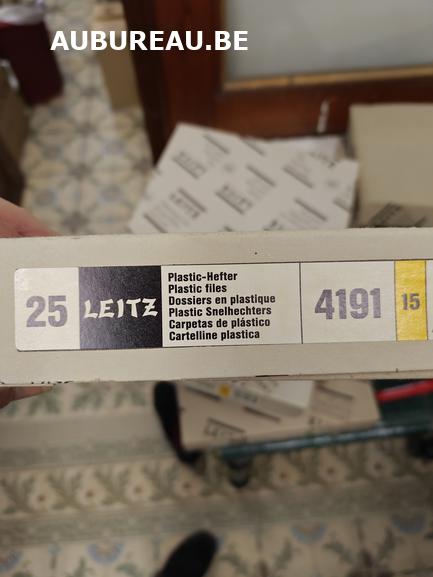 AUBUREAU.BE
LEITZ
25
LEITZ
Plastic-Hefter
Plastic files
Dossiers en plastique
Plastic Snelhechters
Carpetas de plástico
Cartelline plastica
4191
15